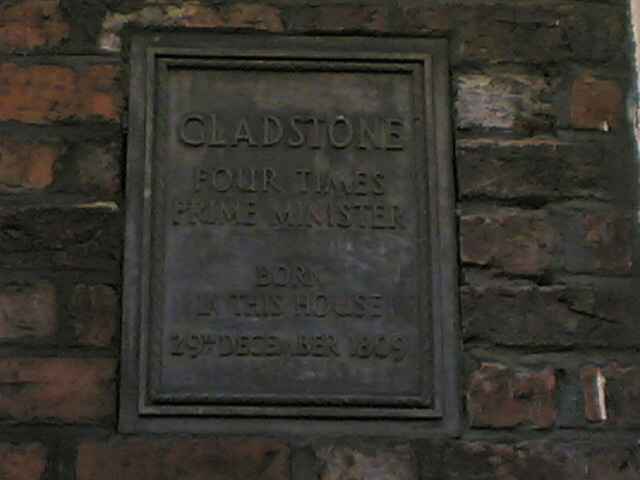 GLADSTONE
FOUR TIMES
PRIME MINISTER
BORN
IN THIS HOUSE
29TH DECEMBER 1809